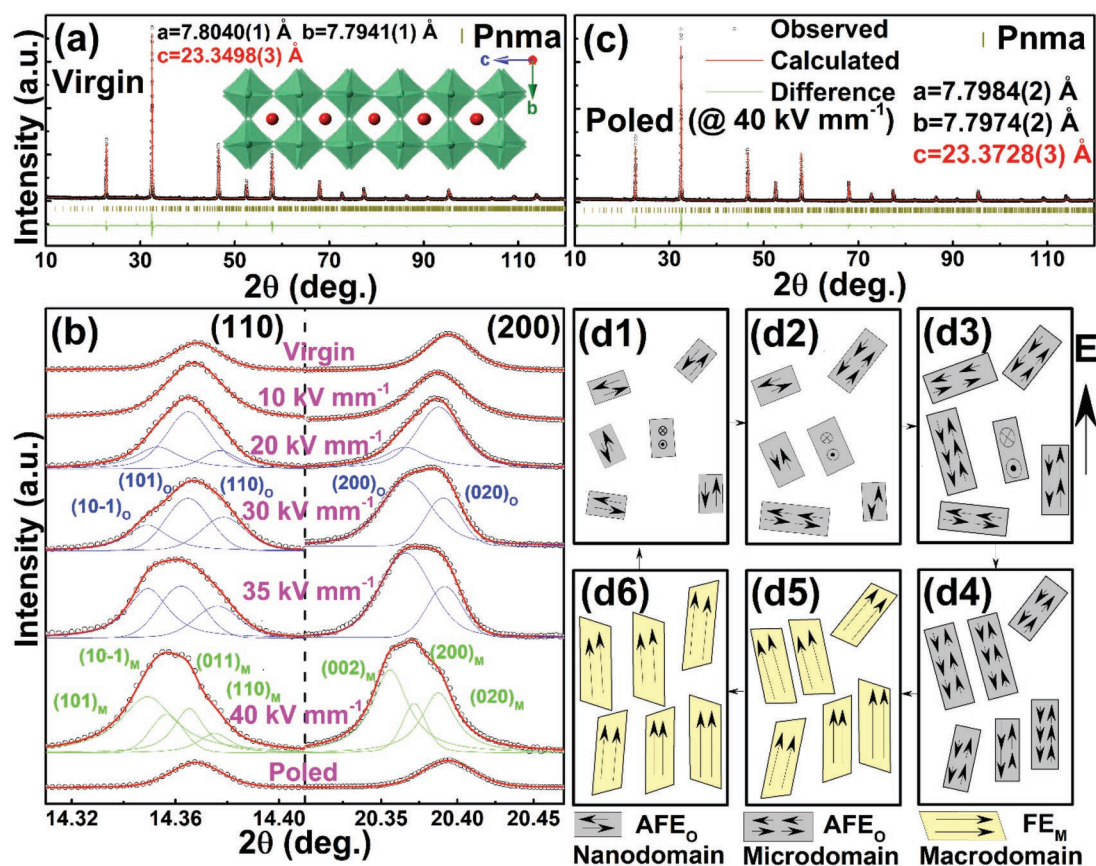 (a)
a=7.8040(1) Å b=7.7941(1) Å
c=23.3498(3) Å
Pnma
Virgin
c
b
Intensity (a.u.)
10 30 50 70 90 110
2θ (deg.)
(c)
Observed
Calculated
Difference
Pnma
Poled (@ 40 kV mm-1)
a=7.7984(2) Å
b=7.7974(2) Å
c=23.3728(3) Å
10 30 50 70 90 110
2θ (deg.)
(b)
(110)
(200)
Virgin
10 kV mm-1
20 kV mm-1
(10-1)O
(101)O
(110)O
(200)O
(020)O
30 kV mm-1
35 kV mm-1
(101)M
(10-1)M
(011)M
(110)M
(002)M
(200)M
(020)M
40 kV mm-1
Poled
Intensity (a.u.)
14.32 14.36 14.40 20.40 20.45
2θ (deg.)
(d1)
(d2)
(d3)
E
(d6)
(d5)
(d4)
AFEO
Nanodomain
AFEO
Microdomain
FEM
Macrodomain